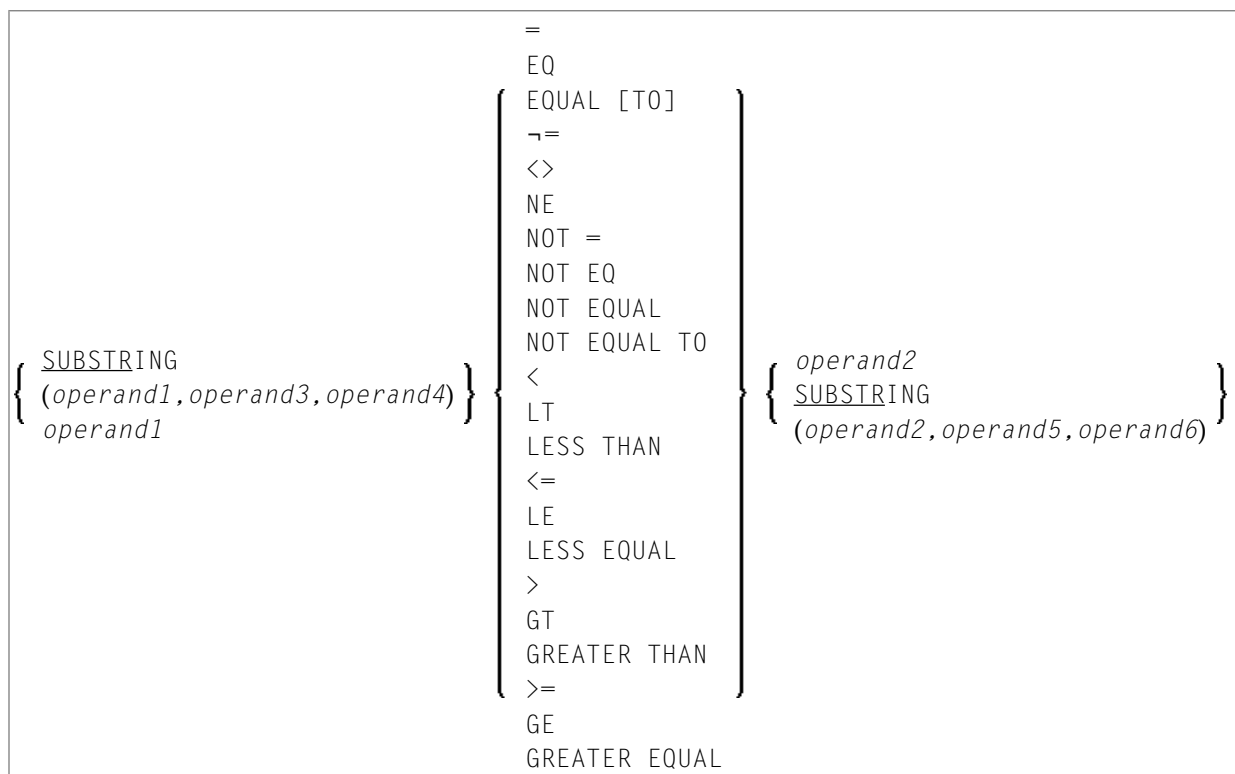 =
EQ
EQUAL [TO]
¬=
<>
NE
NOT =
NOT EQ
NOT EQUAL
NOT EQUAL TO
<
LT
LESS THAN
<=
LE
LESS EQUAL
>
GT
GREATER THAN
>=
GE
GREATER EQUAL
SUBSTRING
(operand1,operand3,operand4)
operand1
operand2
SUBSTRING
(operand2,operand5,operand6)